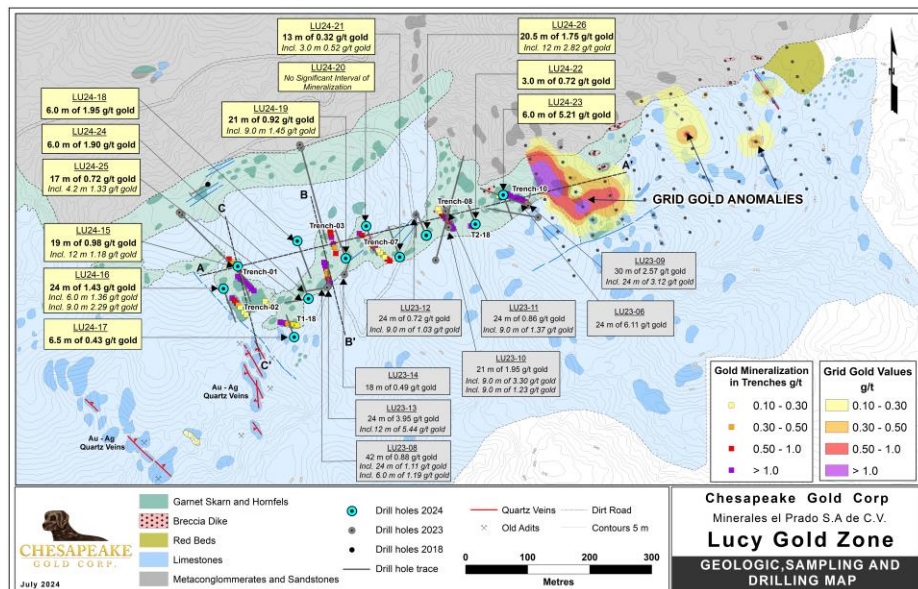 LU24-21
13 m of 0.32 g/t gold
Incl. 3.0 m 0.52 g/t gold
LU24-20
No Significant Interval of
Mineralization
LU24-26
20.5 m of 1.75 g/t gold
Incl. 12 m 2.82 g/t gold
LU24-22
3.0 m of 0.72 g/t gold
LU24-23
6.0 m of 5.21 g/t gold
LU24-18
6.0 m of 1.95 g/t gold
LU24-24
6.0 m of 1.90 g/t gold
LU24-25
17 m of 0.72 g/t gold
Incl. 4.2 m 1.33 g/t gold
LU24-19
21 m of 0.92 g/t gold
Incl. 9.0 m 1.45 g/t gold
LU24-15
19 m of 0.98 g/t gold
Incl. 12 m 1.18 g/t gold
LU24-16
24 m of 1.43 g/t gold
Incl. 6.0 m 1.36 g/t gold
Incl. 9.0 m of 2.29 g/t gold
LU24-17
6.5 m of 0.43 g/t gold
N
A
A'
B
B'
C
C'
Trench-01
Trench-02
Trench-03
Trench-07
Trench-08
Trench-10
T1-18
T2-18
GRID GOLD ANOMALIES
LU23-09
30 m of 2.57 g/t gold
Incl. 24 m of 3.12 g/t gold
LU23-12
24 m of 0.72 g/t gold
Incl. 9.0 m of 1.03 g/t gold
LU23-11
24 m of 0.86 g/t gold
Incl. 9.0 m of 1.37 g/t gold
LU23-06
24 m of 6.11 g/t gold
LU23-10
21 m of 1.95 g/t gold
Incl. 9.0 m of 3.30 g/t gold
Incl. 9.0 m of 1.23 g/t gold
LU23-14
18 m of 0.49 g/t gold
LU23-13
24 m of 3.95 g/t gold
Incl.12 m of 5.44 g/t gold
LU23-08
42 m of 0.88 g/t gold
Incl. 24 m of 1.11 g/t gold
Incl. 6.0 m of 1.19 g/t gold
Au - Ag
Quartz Veins
Au - Ag
Quartz Veins
Gold Mineralization
in Trenches g/t
0.10 - 0.30
0.30 - 0.50
0.50 - 1.0
> 1.0
Grid Gold Values
g/t
0.10 - 0.30
0.30 - 0.50
0.50 - 1.0
> 1.0
CHESAPEAKE
GOLD CORP.
July 2024
Garnet Skarn and Hornfels
Breccia Dike
Red Beds
Limestones
Metaconglommerates and Sandstones
Drill holes 2024
Drill holes 2023
Drill holes 2018
Drill hole trace
Quartz Veins
Old Adits
Dirt Road
Contours 5 m
0 100 200 300
Metres
Chesapeake Gold Corp
Minerales el Prado S.A de C.V.
Lucy Gold Zone
GEOLOGIC,SAMPLING AND
DRILLING MAP